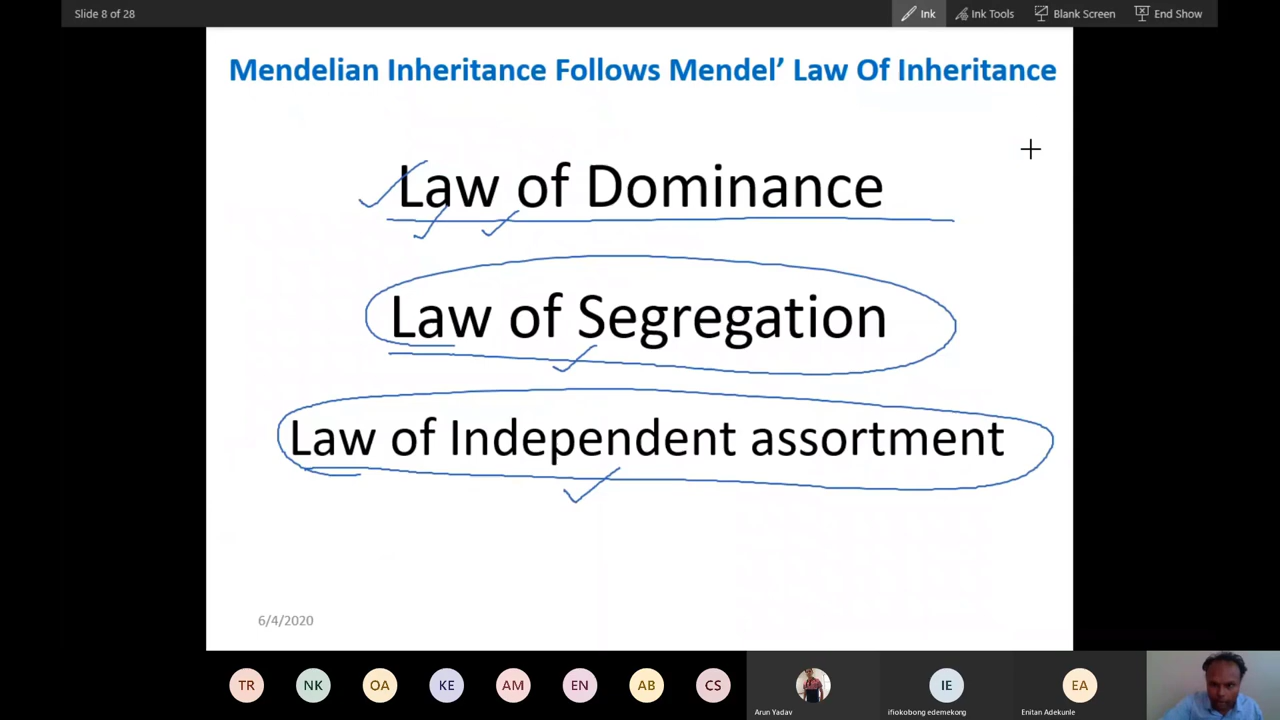 Slide 8 of 28
Ink
Ink Tools
Blank Screen
End Show
Mendelian Inheritance Follows Mendel’ Law Of Inheritance
Law of Dominance
Law of Segregation
Law of Independent assortment
6/4/2020
TR
NK
OA
KE
AM
EN
AB
CS
IE
EA
Arun Yadav
ifiokobong edemekong
Enitan Adekunle